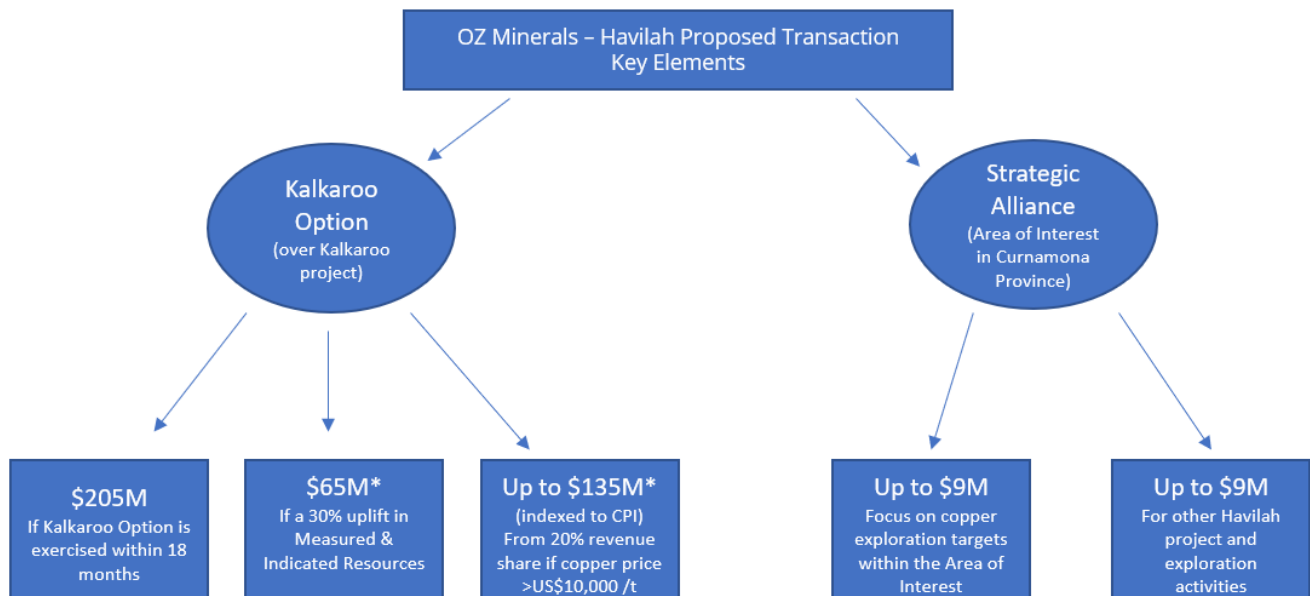 OZ Minerals – Havilah Proposed Transaction
Key Elements
Kalkaroo
Option
(over Kalkaroo
project)
Strategic
Alliance
(Area of Interest
in Curnamona
Province)
$205M
If Kalkaroo Option is
exercised within 18
months
$65M*
If a 30% uplift in
Measured &
Indicated Resources
Up to $135M*
(indexed to CPI)
From 20% revenue
share if copper price
>US$10,000 /t
Up to $9M
Focus on copper
exploration targets
within the Area of
Interest
Up to $9M
For other Havilah
project and
exploration
activities